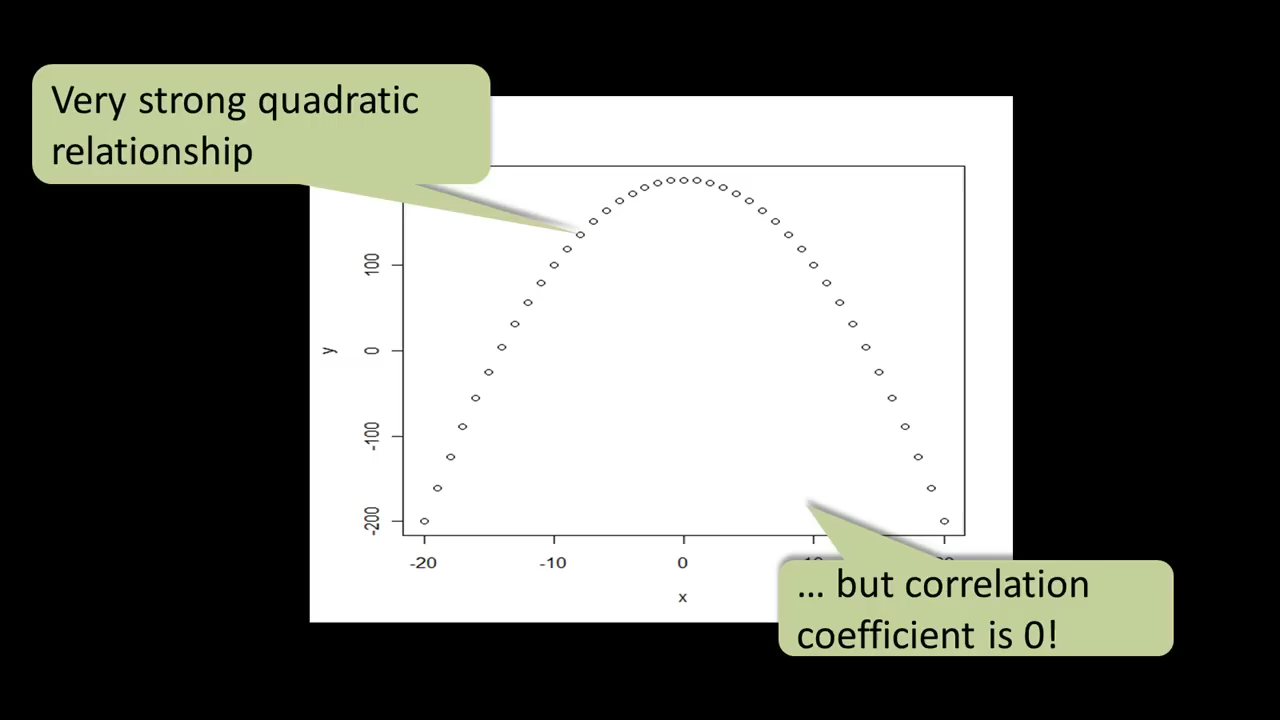 Very strong quadratic
relationship
100
0
-100
-200
y
-20
-10
0
x
... but correlation
coefficient is 0!